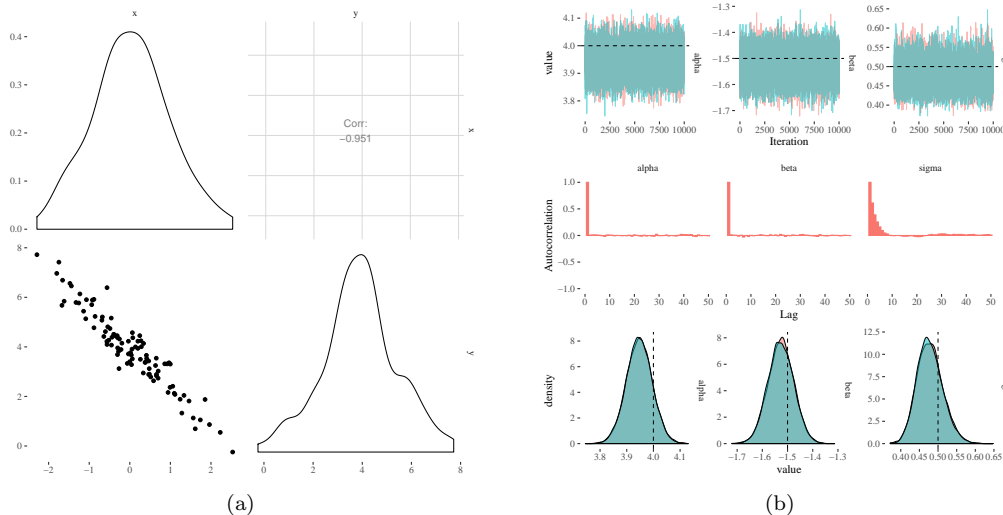 x
y
0.4
0.3
0.2
0.1
0.0
Corr:
−0.951
x
8
6
4
2
0
y
−2 −1 0 1 2
0 2 4 6 8
(a)
value
4.1
4.0
3.9
3.8
alpha
−1.3
−1.4
−1.5
−1.6
−1.7
beta
0.60
0.55
0.50
0.45
0.40
0 2500 5000 7500 10000
0 2500 5000 7500 10000
0 2500 5000 7500 10000
Iteration
alpha
beta
sigma
Autocorrelation
1.0
0.5
0.0
−0.5
−1.0
0 10 20 30 40 50
0 10 20 30 40 50
0 10 20 30 40 50
Lag
density
8
6
4
2
0
alpha
8
6
4
2
0
beta
12.5
10.0
7.5
5.0
2.5
0.0
3.8 3.9 4.0 4.1
−1.7 −1.6 −1.5 −1.4 −1.3
0.40 0.45 0.50 0.55 0.60 0.65
value
(b)